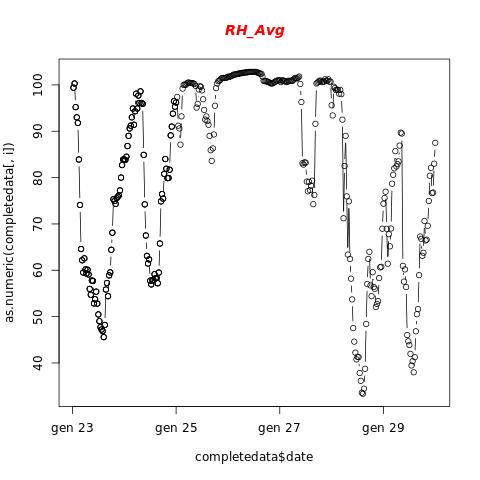 RH_Avg
as.numeric(completedata[, i])
100
90
80
70
60
50
40
gen 23
gen 25
gen 27
gen 29
completedata$date